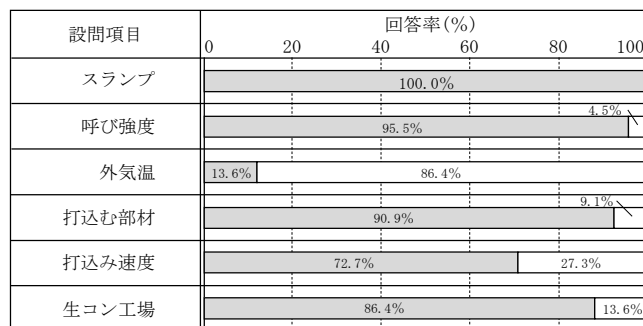 設問項目
回答率(%)
0 20 40 60 80 100
スランプ
100.0%
呼び強度
95.5%
4.5%
外気温
13.6% 86.4%
打込む部材
90.9%
9.1%
打込み速度
72.7% 27.3%
生コン工場
86.4% 13.6%